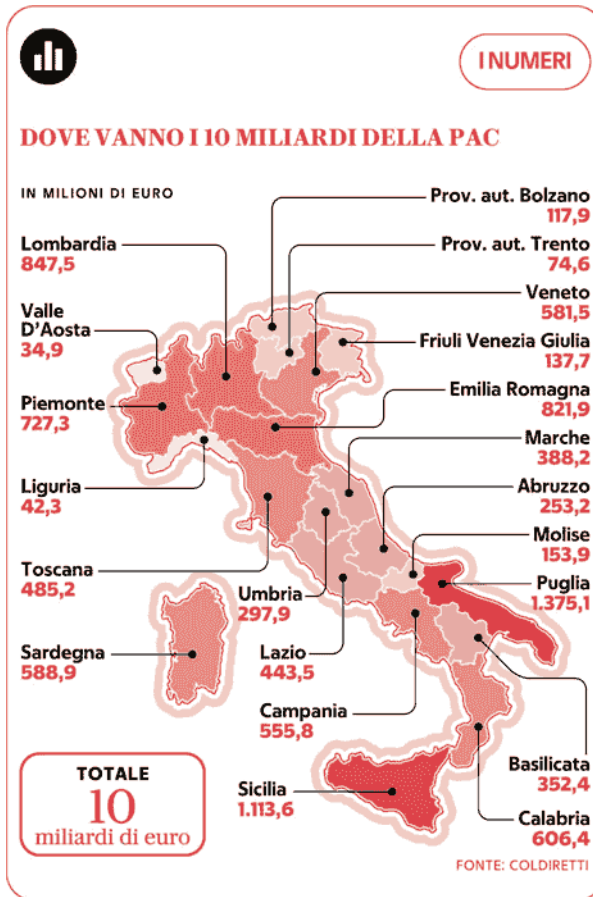 I NUMERI
DOVE VANNO I 10 MILIARDI DELLA PAC
IN MILIONI DI EURO
Prov. aut. Bolzano
117,9
Lombardia
847,5
Prov. aut. Trento
74,6
Veneto
581,5
Valle
D'Aosta
34,9
Friuli Venezia Giulia
137,7
Piemonte
727,3
Emilia Romagna
821,9
Marche
388,2
Liguria
42,3
Abruzzo
253,2
Molise
153,9
Toscana
485,2
Puglia
1.375,1
Umbria
297,9
Sardegna
588,9
Lazio
443,5
Campania
555,8
Basilicata
352,4
Sicilia
1.113,6
Calabria
606,4
TOTALE
10
miliardi di euro
FONTE: COLDIRETTI